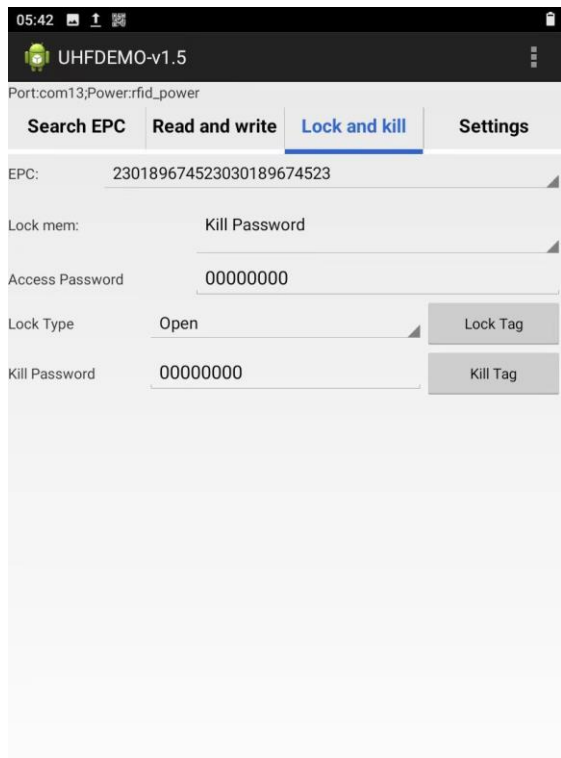 05:42
UHFDEMO-v1.5
Port:com13;Power:rfid_power
Search EPC Read and write Lock and kill Settings
EPC: 230189674523030189674523
Lock mem: Kill Password
Access Password 00000000
Lock Type Open Lock Tag
Kill Password 00000000 Kill Tag